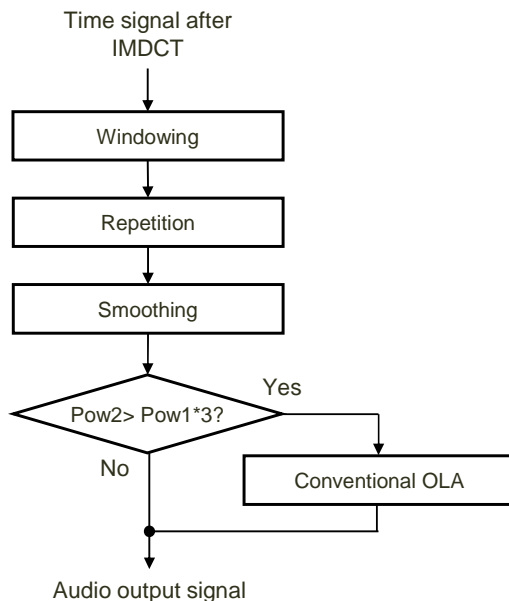 Time signal after
IMDCT
Windowing
Repetition
Smoothing
Pow2> Pow1*3?
Yes
No
Conventional OLA
Audio output signal